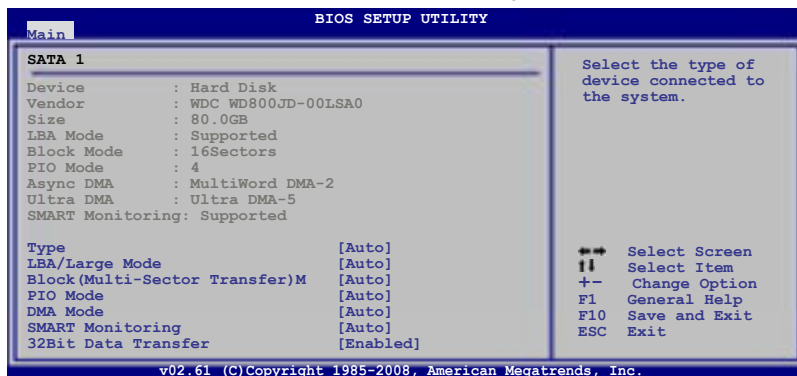 BIOS SETUP UTILITY
Main
SATA 1
Device : Hard Disk
Vendor : WDC WD800JD-00LSA0
Size : 80.0GB
LBA Mode : Supported
Block Mode : 16Sectors
PIO Mode : 4
Async DMA : MultiWord DMA-2
Ultra DMA : Ultra DMA-5
SMART Monitoring: Supported
Type [Auto]
LBA/Large Mode [Auto]
Block(Multi-Sector Transfer)M [Auto]
PIO Mode [Auto]
DMA Mode [Auto]
SMART Monitoring [Auto]
32Bit Data Transfer [Enabled]
Select the type of
device connected to
the system.
←→ Select Screen
↑↓ Select Item
+- Change Option
F1 General Help
F10 Save and Exit
ESC Exit
v02.61 (C)Copyright 1985-2008, American Megatrends, Inc.